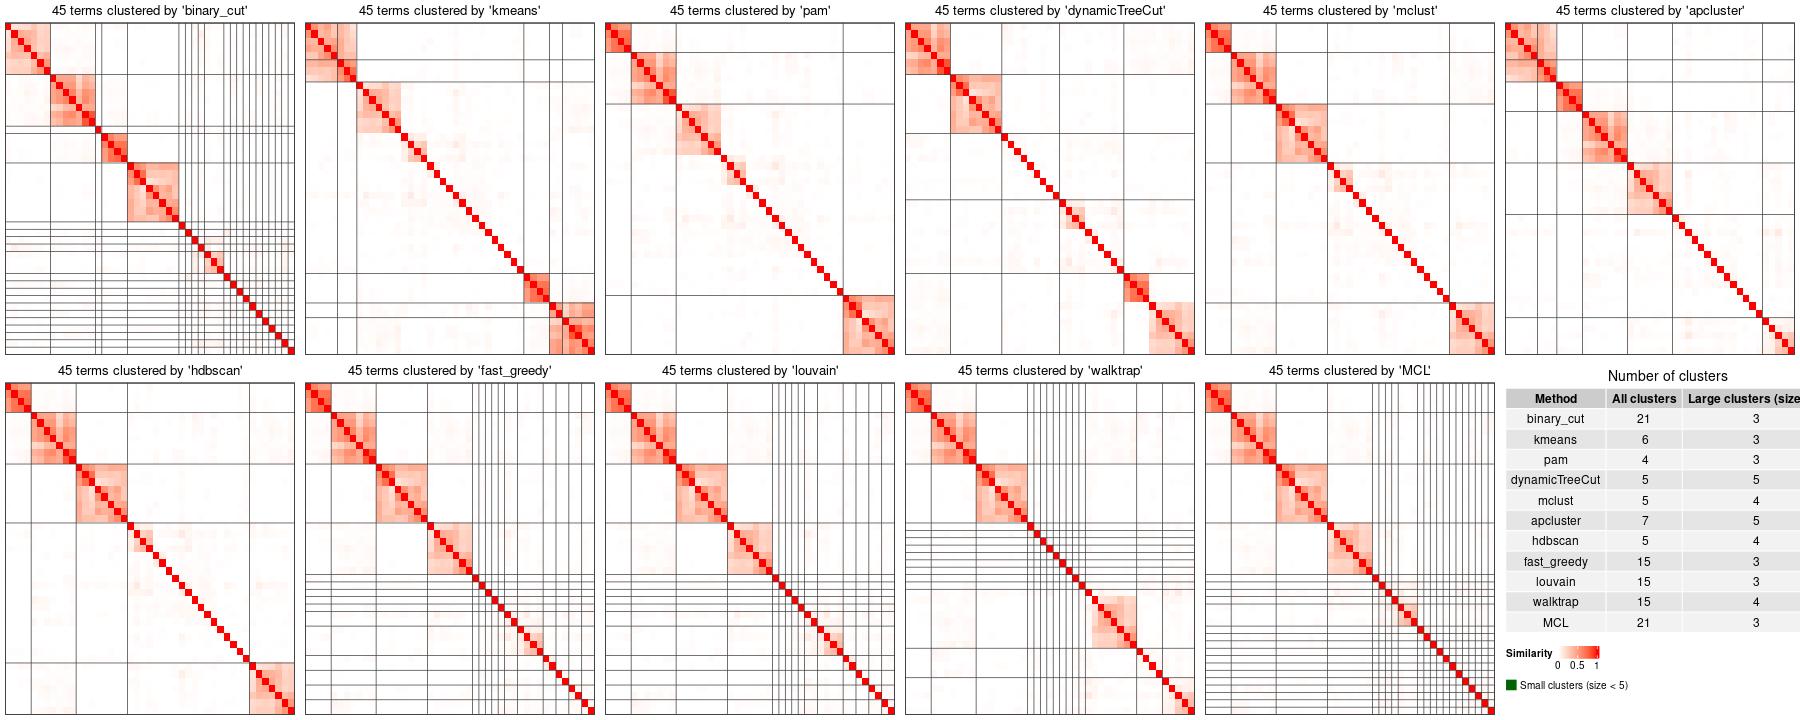 45 terms clustered by 'binary_cut'
45 terms clustered by 'kmeans'
45 terms clustered by 'pam'
45 terms clustered by 'dynamicTreeCut'
45 terms clustered by 'mclust'
45 terms clustered by 'apcluster'
45 terms clustered by 'hdbscan'
45 terms clustered by 'fast_greedy'
45 terms clustered by 'louvain'
45 terms clustered by 'walktrap'
45 terms clustered by 'MCL'
Number of clusters
Method All clusters Large clusters (size
binary_cut 21 3
kmeans 6 3
pam 4 3
dynamicTreeCut 5 5
mclust 5 4
apcluster 7 5
hdbscan 5 4
fast_greedy 15 3
louvain 15 3
walktrap 15 4
MCL 21 3
Similarity
0 0.5 1
Small clusters (size < 5)